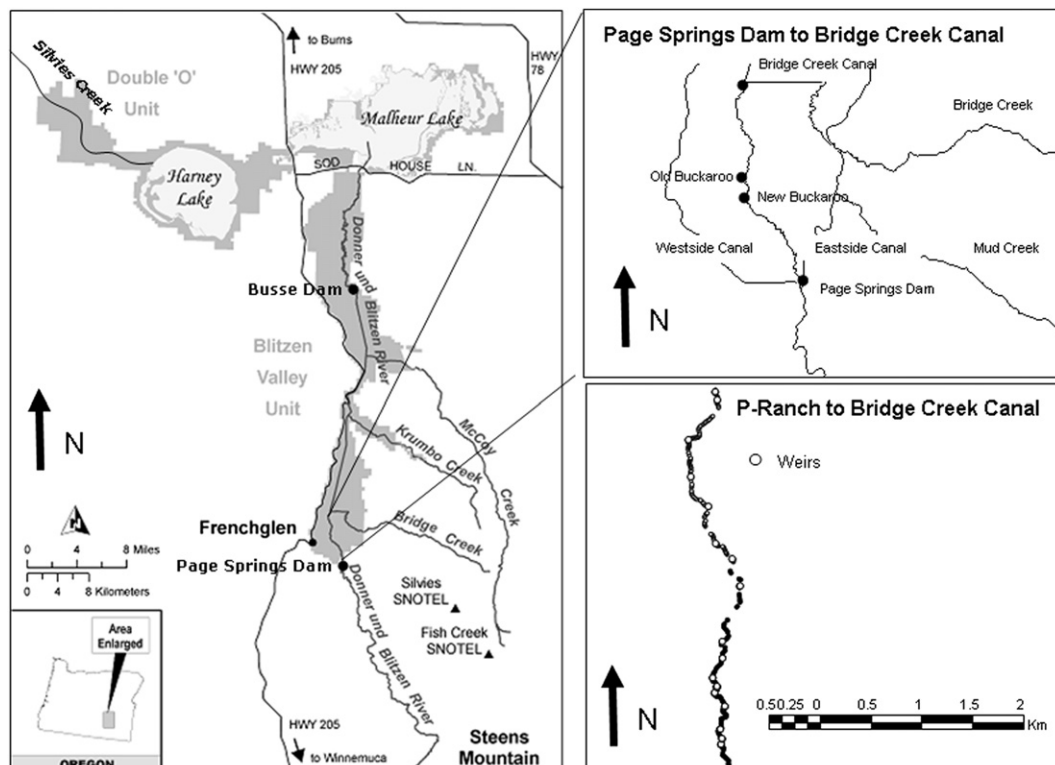 Silvies Creek
Double 'O'
Unit
to Burns
HWY 205
HWY
78
Malheur Lake
Harney
Lake
SOD HOUSE LN.
Donner und Blitzen River
Busse Dam
Blitzen
Valley
Unit
N
McCoy Creek
Krumbo Creek
Bridge Creek
Frenchglen
Page Springs Dam
N
0 4 8 Miles
0 4 8 Kilometers
Silvies
SNOTEL
Fish Creek
SNOTEL
Donner und Blitzen River
Area
Enlarged
OREGON
HWY 205
to Winnemuca
Steens
Mountain
Page Springs Dam to Bridge Creek Canal
Bridge Creek Canal
Bridge Creek
Old Buckaroo
New Buckaroo
Westside Canal
Eastside Canal
Mud Creek
Page Springs Dam
N
P-Ranch to Bridge Creek Canal
Weirs
N
0.5 0.25 0 0.5 1 1.5 2
Km